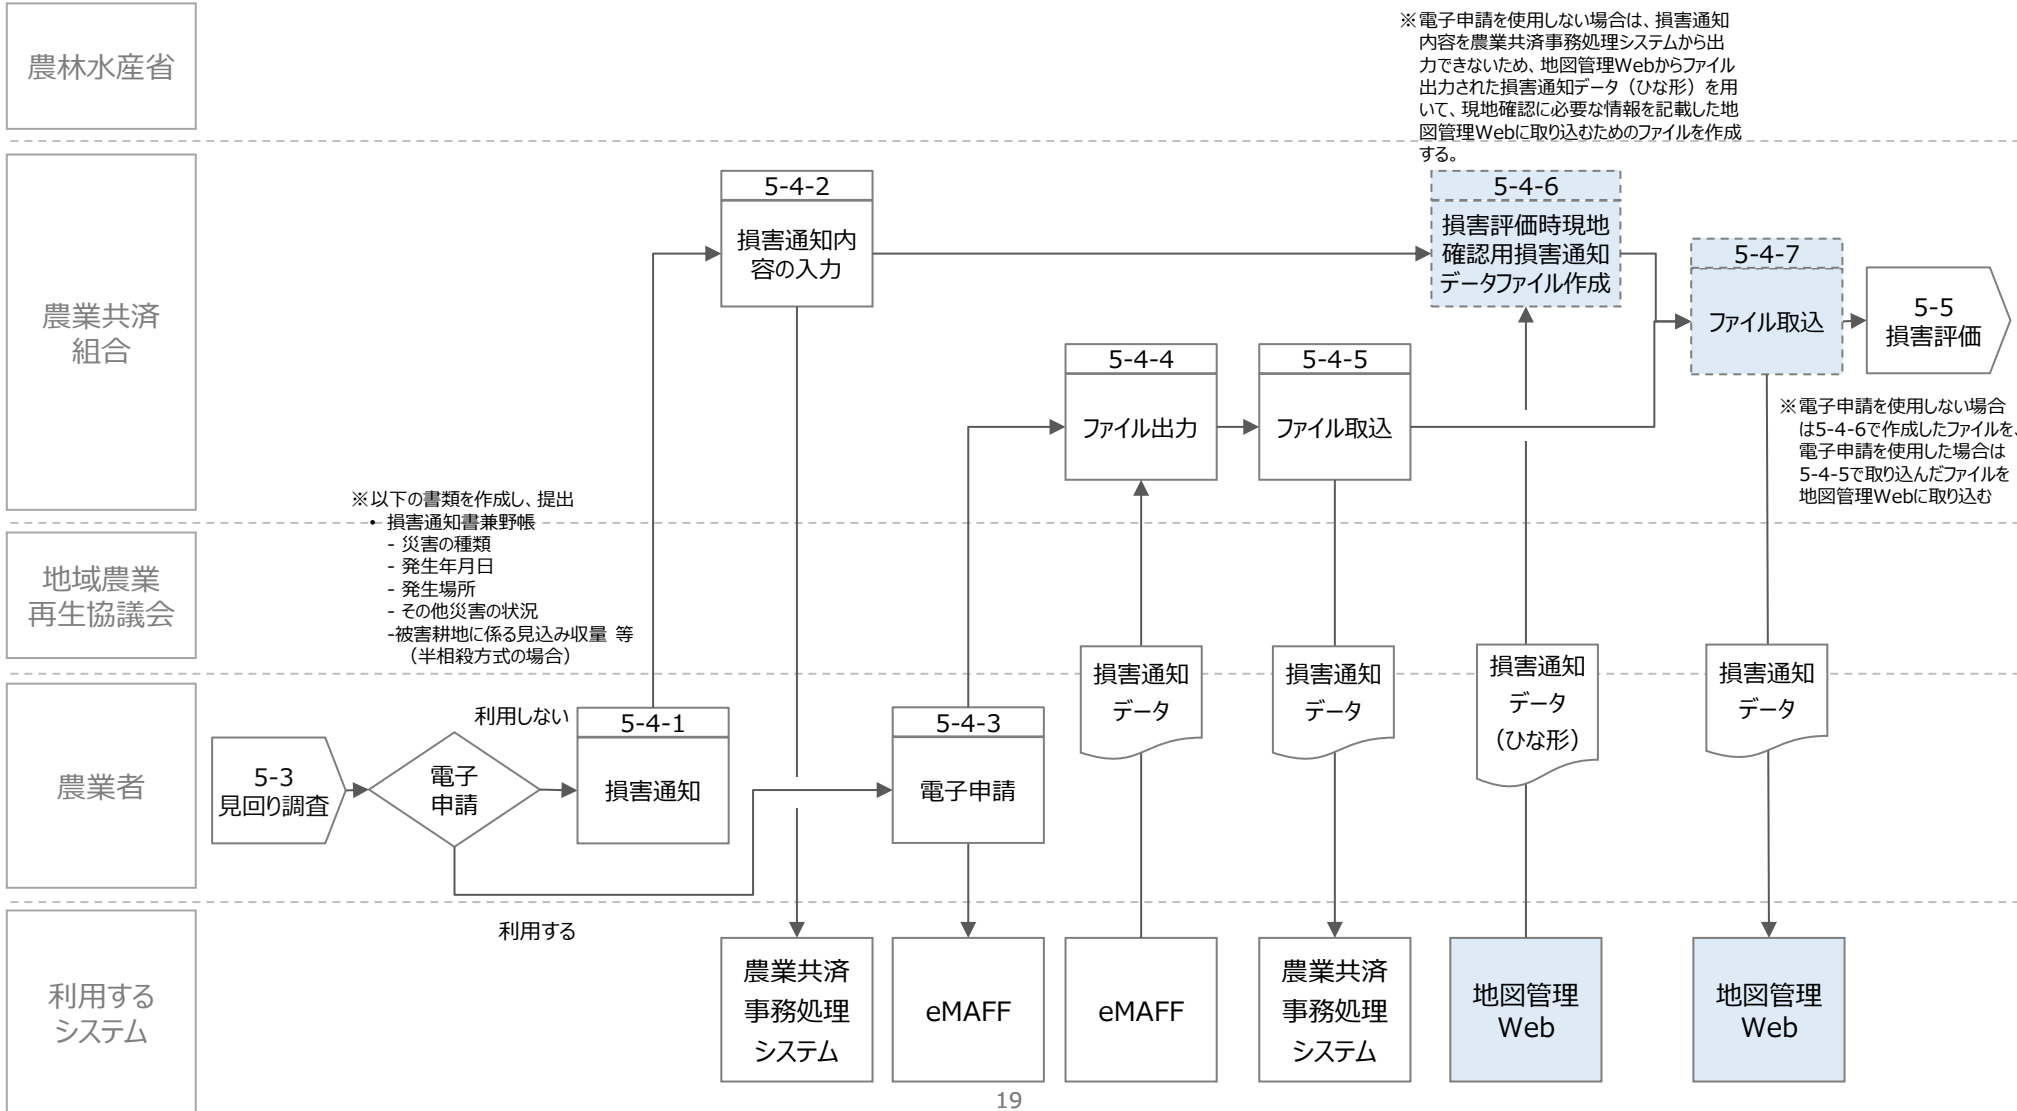 農林水産省
※電子申請を使用しない場合は、損害通知
内容を農業共済事務処理システムから出
力できないため、地図管理Webからファイル
出力された損害通知データ（ひな形）を用
いて、現地確認に必要な情報を記載した地
図管理Webに取り込むためのファイルを作成
する。
農業共済
組合
5-4-2
損害通知内
容の入力
5-4-6
損害評価時現地
確認用損害通知
データファイル作成
5-4-7
ファイル取込
5-5
損害評価
5-4-4
ファイル出力
5-4-5
ファイル取込
※電子申請を使用しない場合
は5-4-6で作成したファイルを、
電子申請を使用した場合は
5-4-5で取り込んだファイルを
地図管理Webに取り込む
※以下の書類を作成し、提出
• 損害通知書兼野帳
- 災害の種類
- 発生年月日
- 発生場所
- その他災害の状況
-被害耕地に係る見込み収量 等
（半相殺方式の場合）
地域農業
再生協議会
損害通知
データ
損害通知
データ
損害通知
データ
（ひな形）
損害通知
データ
農業者
5-3
見回り調査
電子
申請
利用しない
5-4-1
損害通知
5-4-3
電子申請
利用する
利用する
システム
農業共済
事務処理
システム
eMAFF
eMAFF
農業共済
事務処理
システム
地図管理
Web
地図管理
Web
19